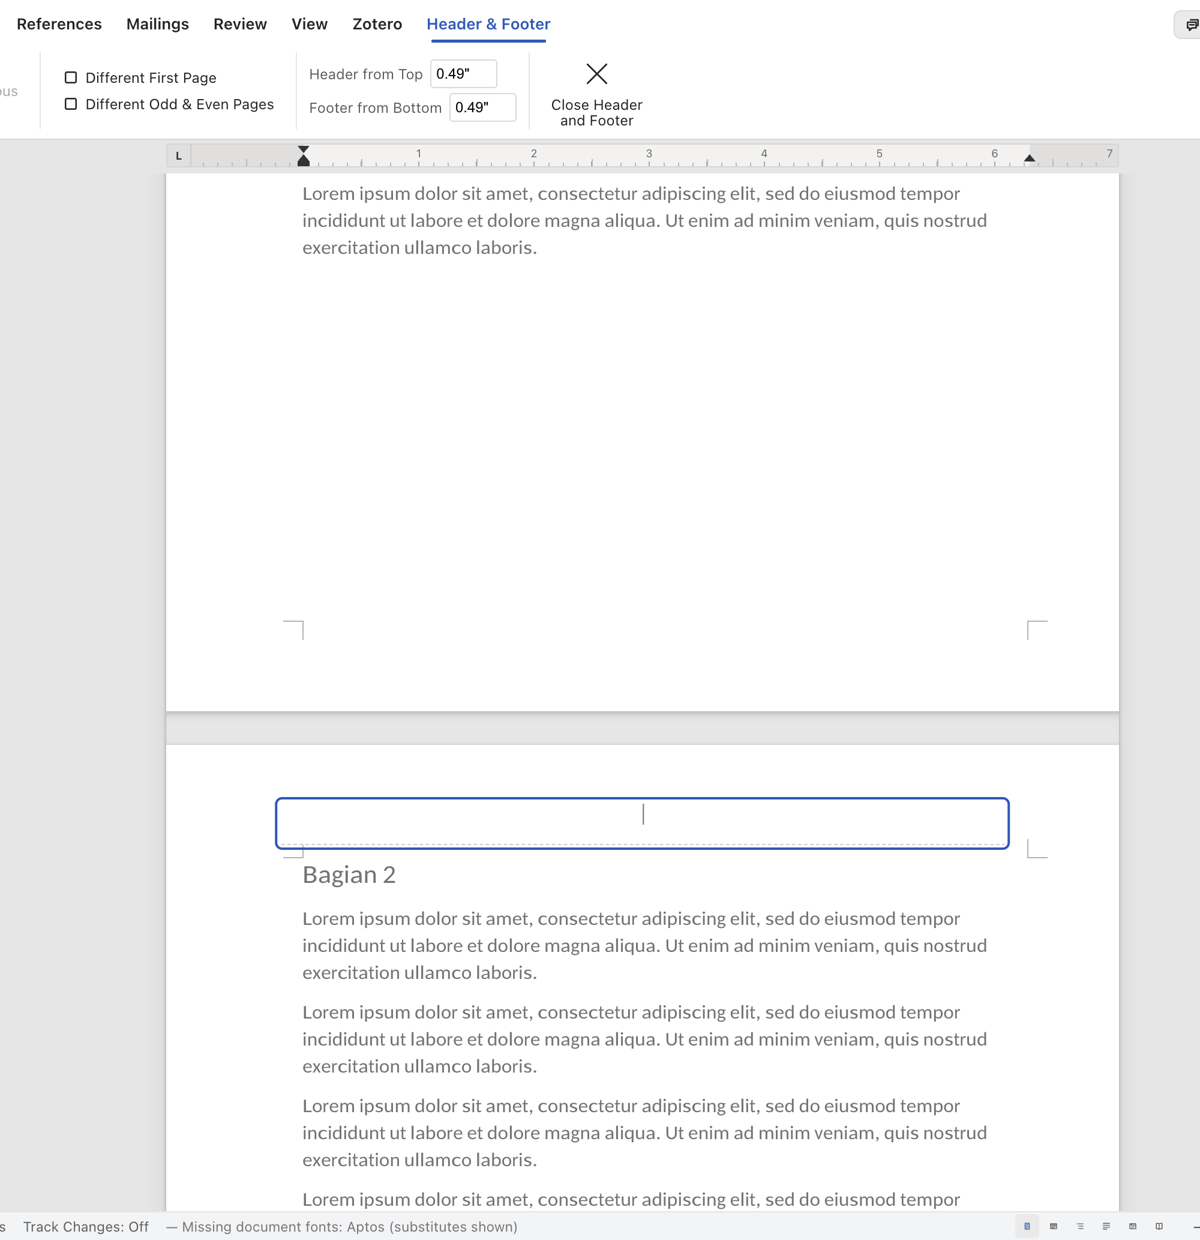 References Mailings Review View Zotero Header & Footer
ous
Different First Page
Different Odd & Even Pages
Header from Top 0.49"
Footer from Bottom 0.49"
Close Header
and Footer
L 1 2 3 4 5 6 7
Lorem ipsum dolor sit amet, consectetur adipiscing elit, sed do eiusmod tempor
incididunt ut labore et dolore magna aliqua. Ut enim ad minim veniam, quis nostrud
exercitation ullamco laboris.
Bagian 2
Lorem ipsum dolor sit amet, consectetur adipiscing elit, sed do eiusmod tempor
incididunt ut labore et dolore magna aliqua. Ut enim ad minim veniam, quis nostrud
exercitation ullamco laboris.
Lorem ipsum dolor sit amet, consectetur adipiscing elit, sed do eiusmod tempor
incididunt ut labore et dolore magna aliqua. Ut enim ad minim veniam, quis nostrud
exercitation ullamco laboris.
Lorem ipsum dolor sit amet, consectetur adipiscing elit, sed do eiusmod tempor
incididunt ut labore et dolore magna aliqua. Ut enim ad minim veniam, quis nostrud
exercitation ullamco laboris.
Lorem ipsum dolor sit amet, consectetur adipiscing elit, sed do eiusmod tempor
s Track Changes: Off — Missing document fonts: Aptos (substitutes shown)